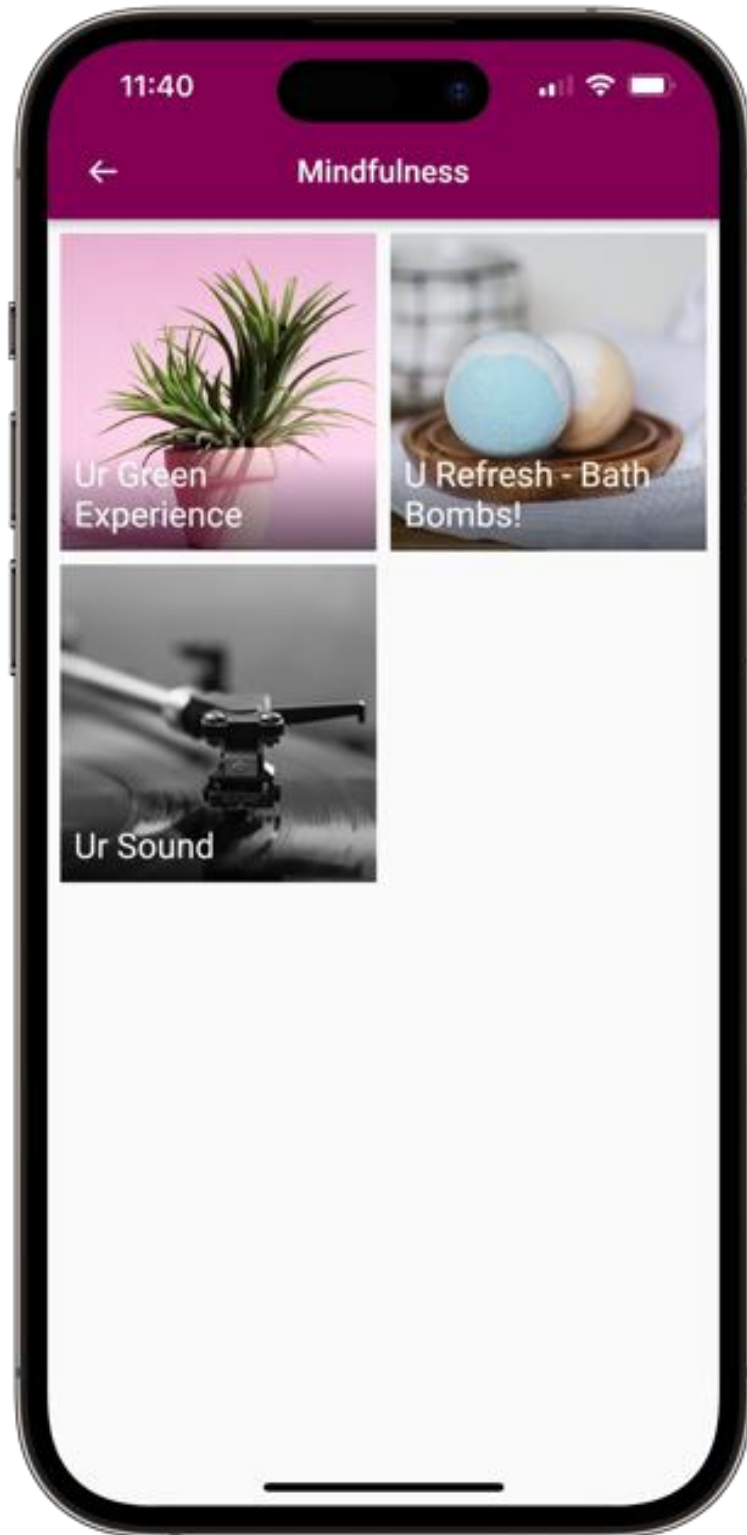 11:40
Mindfulness
Ur Green
Experience
U Refresh - Bath
Bombs!
Ur Sound